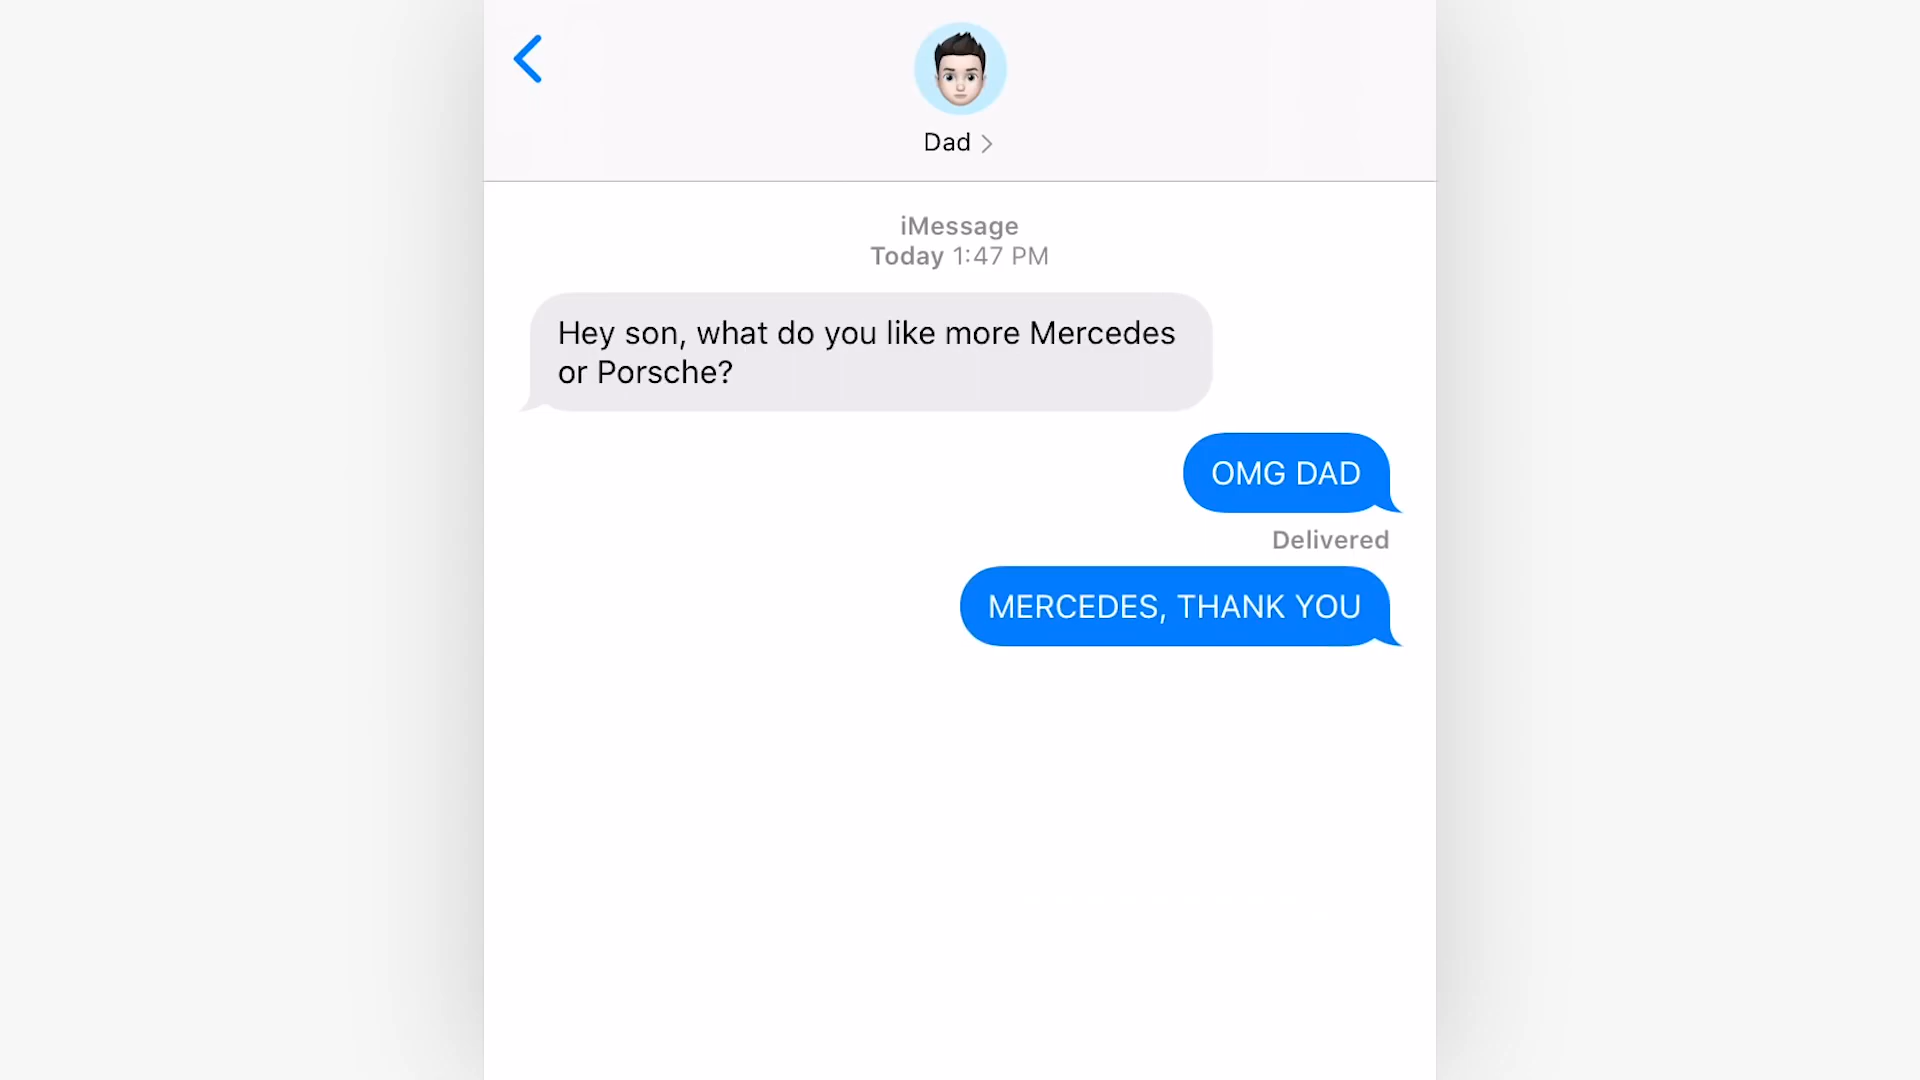 Dad
iMessage
Today 1:47 PM
Hey son, what do you like more Mercedes
or Porsche?
OMG DAD
Delivered
MERCEDES, THANK YOU